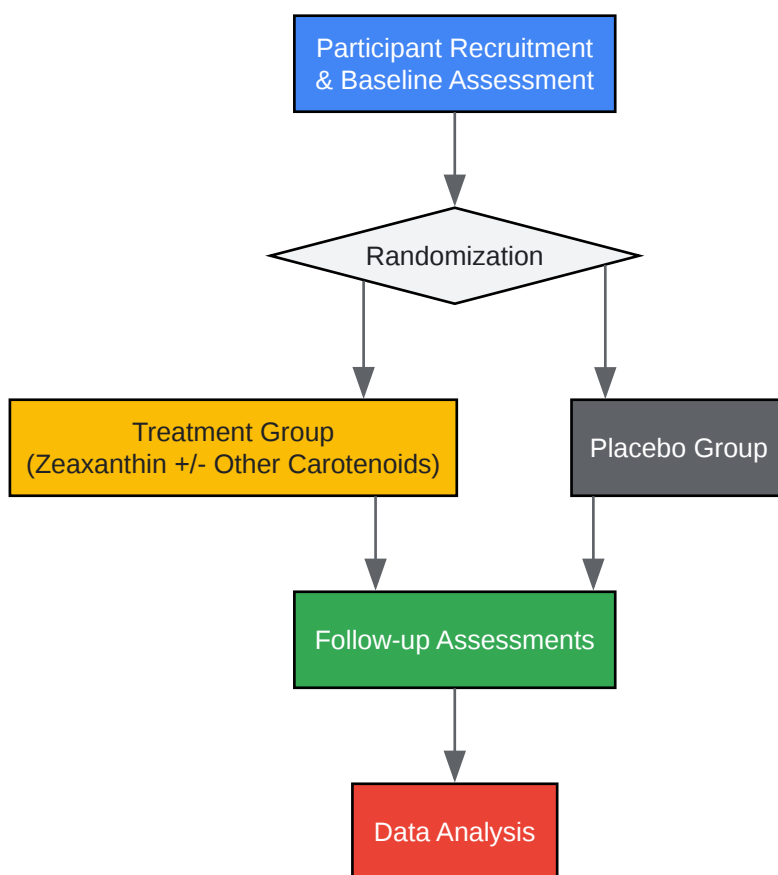 Participant Recruitment
& Baseline Assessment
Randomization
Treatment Group
(Zeaxanthin +/- Other Carotenoids)
Placebo Group
Follow-up Assessments
Data Analysis